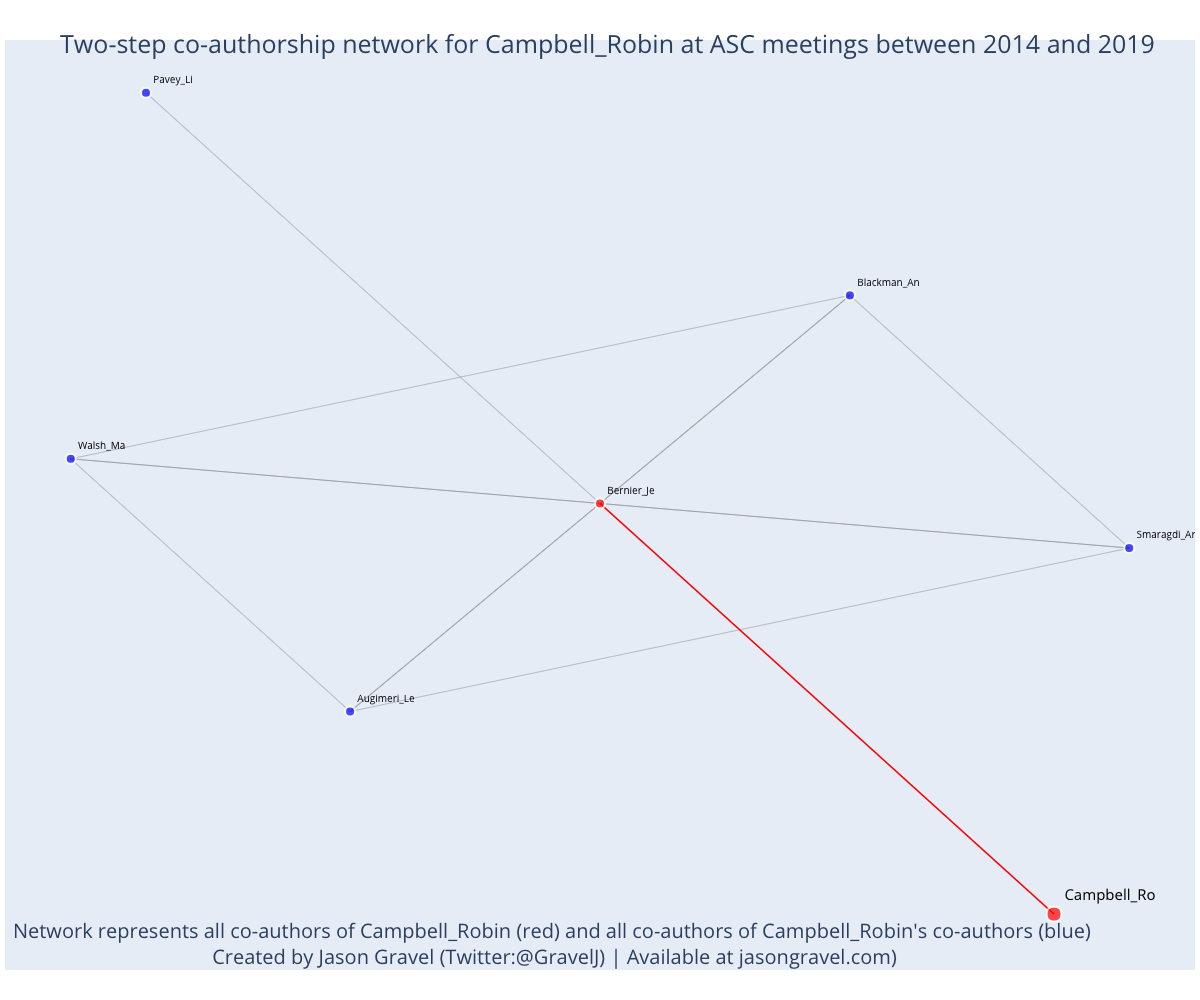 Two-step co-authorship network for Campbell_Robin at ASC meetings between 2014 and 2019
Pavey_Li
Blackman_An
Walsh_Ma
Bernier_Je
Smaragdi_An
Augimeri_Le
Campbell_Ro
Network represents all co-authors of Campbell_Robin (red) and all co-authors of Campbell_Robin's co-authors (blue)
Created by Jason Gravel (Twitter:@GravelJ) | Available at jasongravel.com)